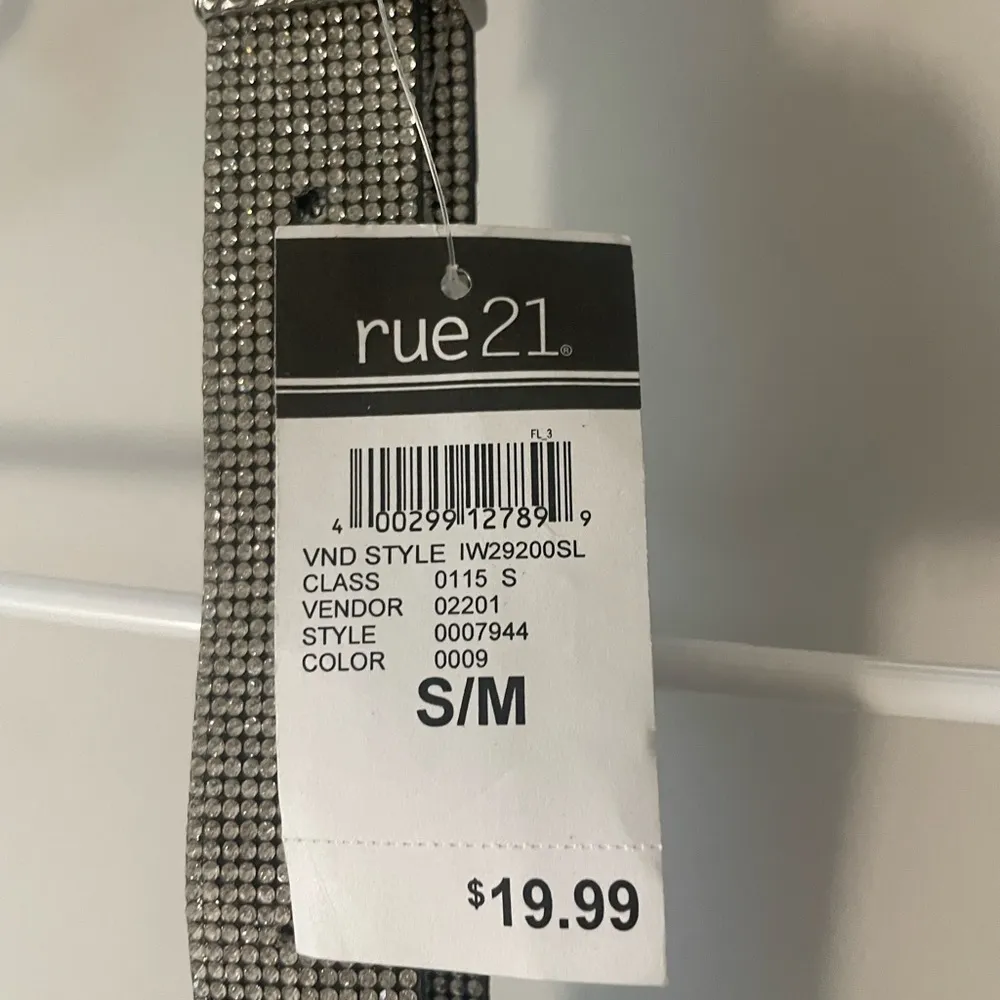 rue21®
FL_3
4 00299 12789 9
VND STYLE IW29200SL
CLASS 0115 S
VENDOR 02201
STYLE 0007944
COLOR 0009
S/M
$19.99